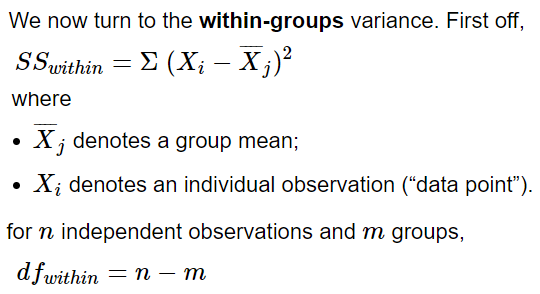 We now turn to the within-groups variance. First off,
$SS_{within} = \Sigma\ (X_i - \overline{X}_j)^2$
where
• $\overline{X}_j$ denotes a group mean;
• $X_i$ denotes an individual observation (“data point”).
for $n$ independent observations and $m$ groups,
$df_{within} = n - m$